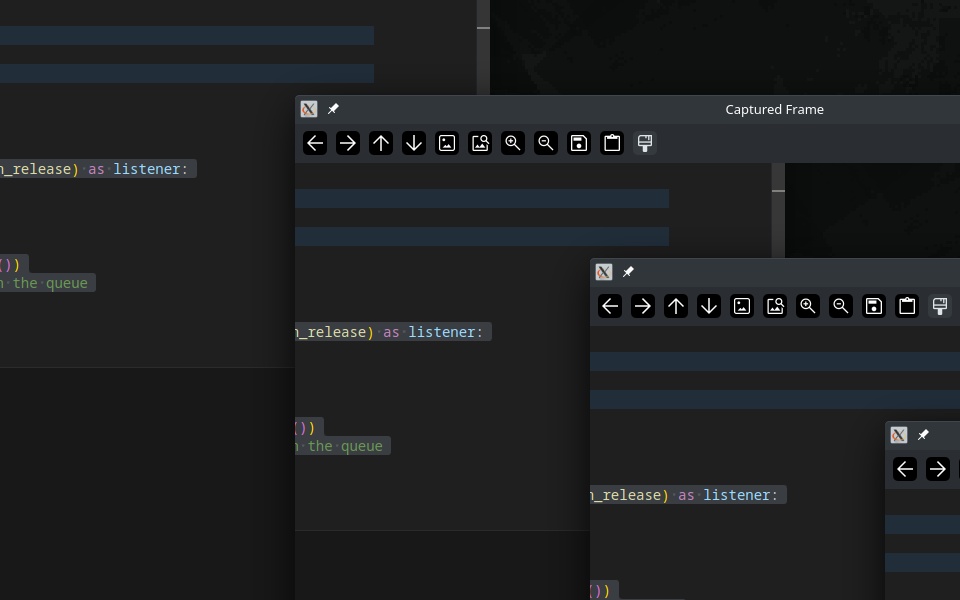 n_release) as listener:
())
n the queue
Captured Frame
n_release) as listener:
())
n the queue
n_release) as listener:
())